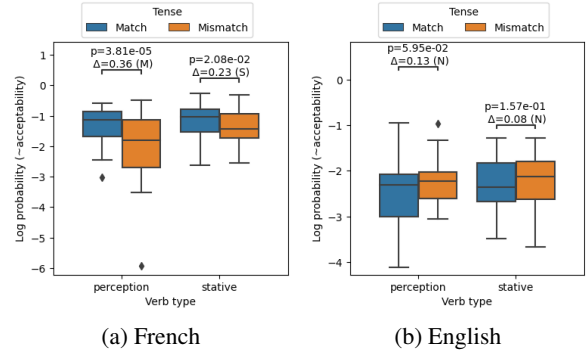 Tense
Match Mismatch
p=3.81e-05
Δ=0.36 (M)
p=2.08e-02
Δ=0.23 (S)
1
0
−1
−2
−3
−4
−5
−6
Log probability (~acceptability)
perception stative
Verb type
(a) French
Tense
Match Mismatch
p=5.95e-02
Δ=0.13 (N)
p=1.57e-01
Δ=0.08 (N)
0
−1
−2
−3
−4
Log probability (~acceptability)
perception stative
Verb type
(b) English